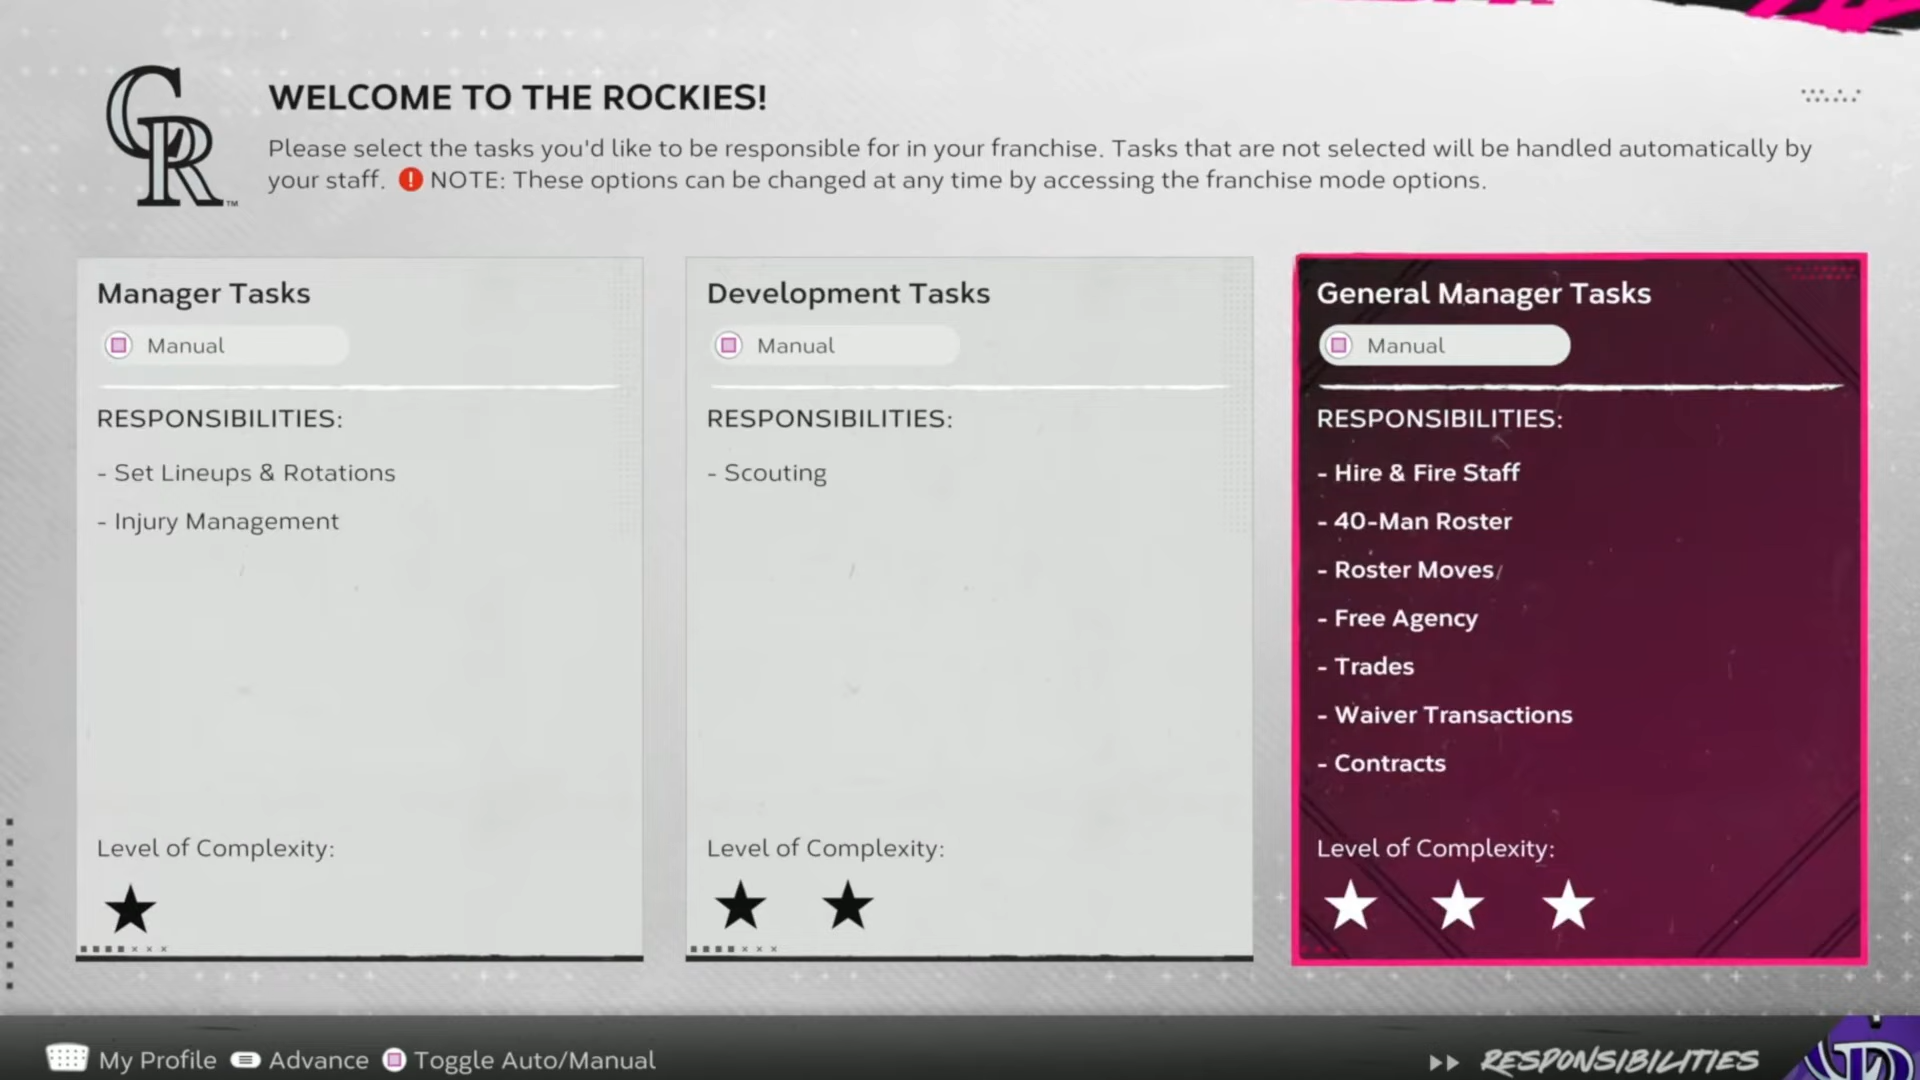 CR™
WELCOME TO THE ROCKIES!
Please select the tasks you'd like to be responsible for in your franchise. Tasks that are not selected will be handled automatically by
your staff. ! NOTE: These options can be changed at any time by accessing the franchise mode options.
Manager Tasks
Manual
RESPONSIBILITIES:
- Set Lineups & Rotations
- Injury Management
Level of Complexity:
Development Tasks
Manual
RESPONSIBILITIES:
- Scouting
Level of Complexity:
General Manager Tasks
Manual
RESPONSIBILITIES:
- Hire & Fire Staff
- 40-Man Roster
- Roster Moves
- Free Agency
- Trades
- Waiver Transactions
- Contracts
Level of Complexity:
My Profile Advance Toggle Auto/Manual
RESPONSIBILITIES